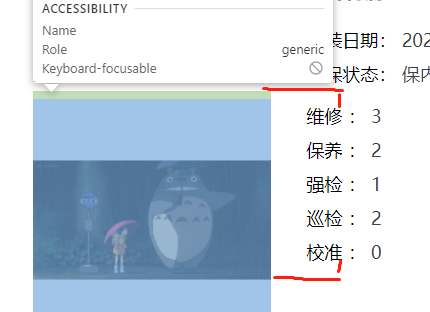 ACCESSIBILITY
Name
Role generic
Keyboard-focusable
装日期： 202
保状态： 保内
维修： 3
保养： 2
强检： 1
巡检： 2
校准： 0